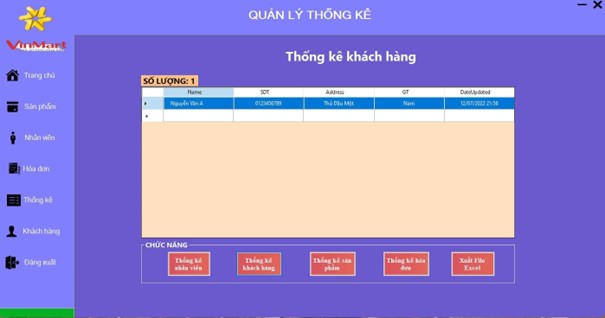 QUẢN LÝ THỐNG KÊ
VinMart
Trang chủ
Sản phẩm
Nhân viên
Hóa đơn
Thống kê
Khách hàng
Đăng xuất
Thống kê khách hàng
SỐ LƯỢNG: 1
Name SDT Address GT DateUpdated
Nguyễn Văn A 0123456789 Thủ Dầu Một Nam 12/07/2022 21:50
CHỨC NĂNG
Thống kê nhân viên
Thống kê khách hàng
Thống kê sản phẩm
Thống kê hóa đơn
Xuất File Excel